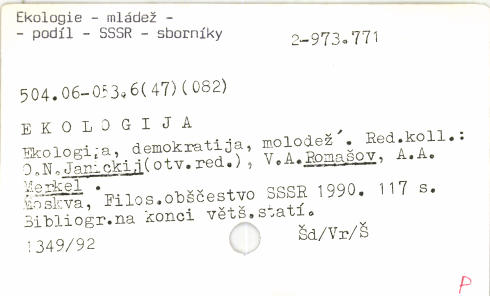 Ekologie - mládež -
- podíl - SSSR - sborníky
2-973.771
504.06-053.6(47)(082)
E K O L O G I J A
Ekologija, demokratija, molodež´. Red.koll.:
O.N.Janickij(otv.red.), V.A.Romašov, A.A.
Merkel .
Moskva, Filos.obščestvo SSSR 1990. 117 s.
Bibliogr.na konci větš.statí.
1349/92
Šd/Vr/Š
P